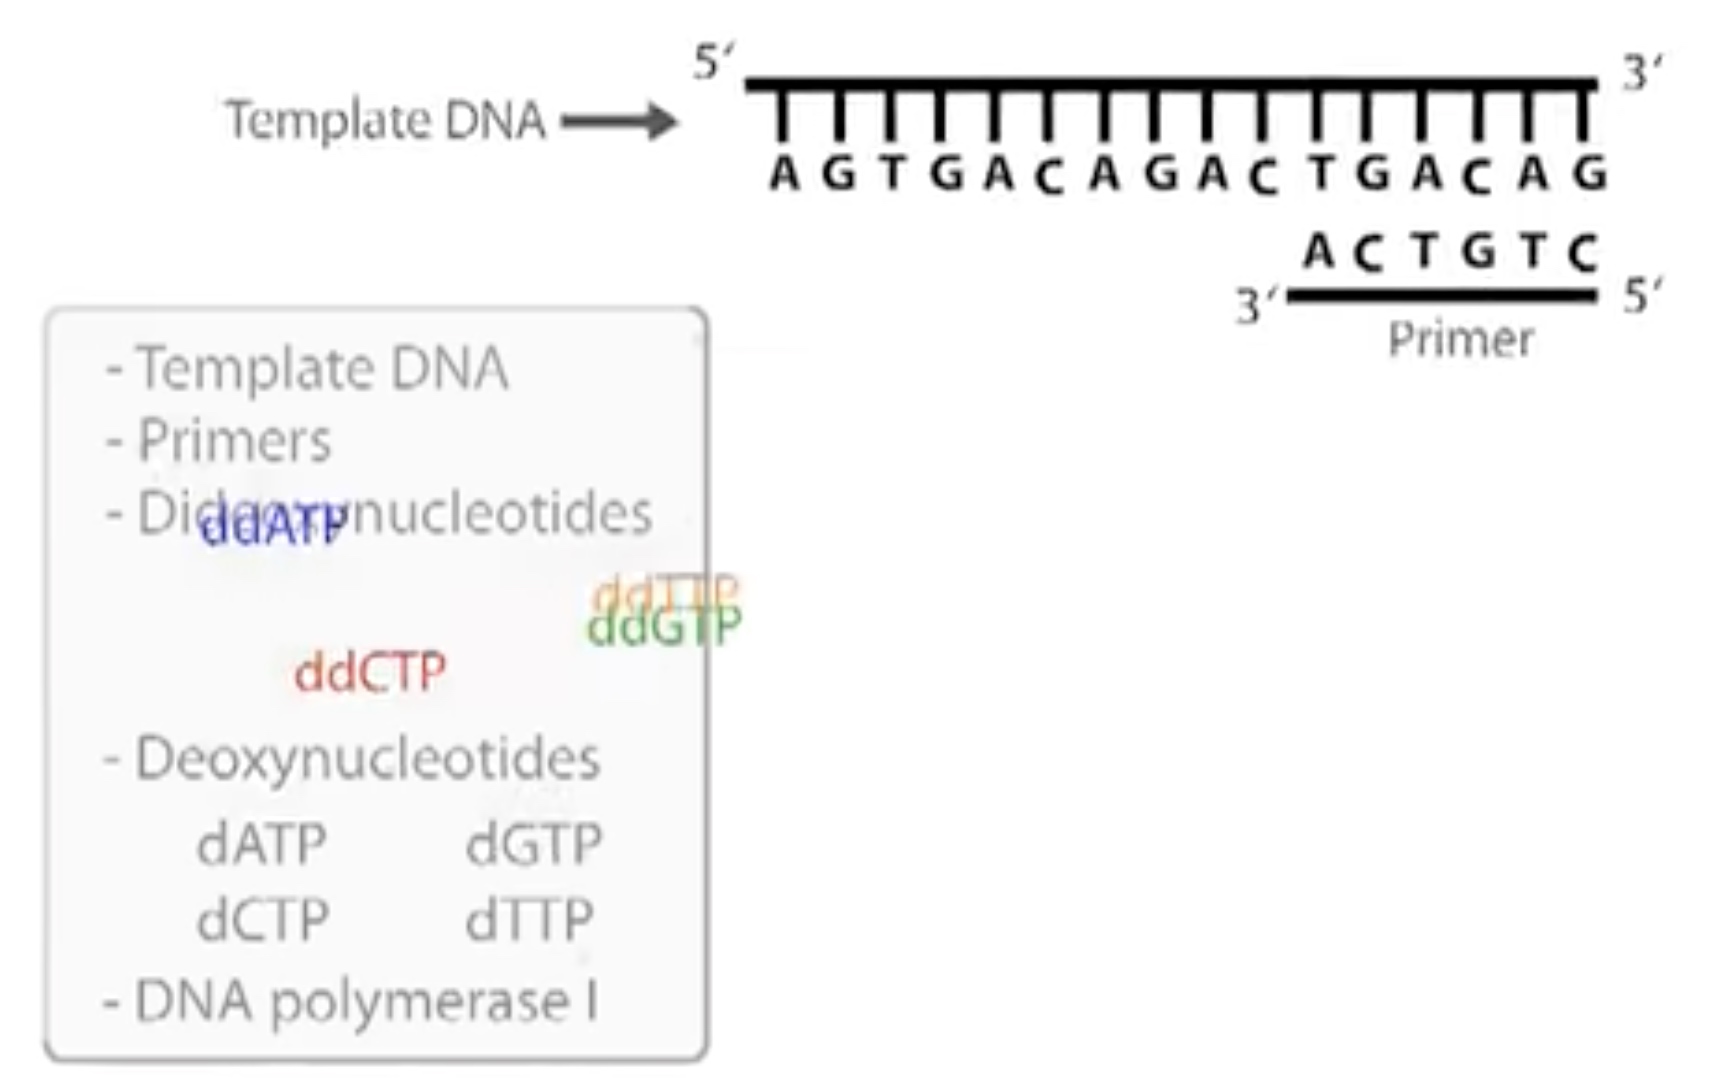 5′ 3′
Template DNA
A G T G A C A G A C T G A C A G
A C T G T C
3′ 5′
Primer
- Template DNA
- Primers
- Dideoxynucleotides
ddATP
ddTTP
ddGTP
ddCTP
- Deoxynucleotides
dATP dGTP
dCTP dTTP
- DNA polymerase I